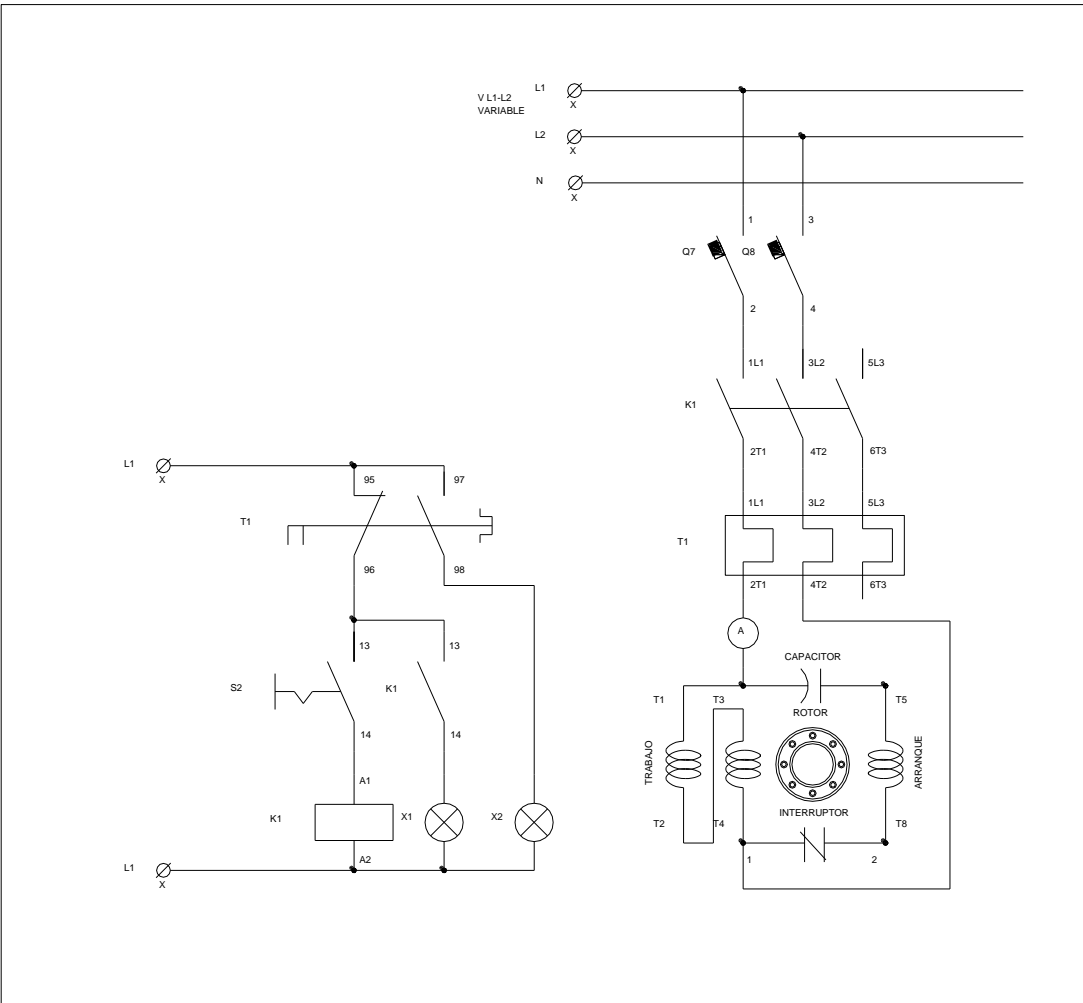 L1
X
V L1-L2
VARIABLE
L2
X
N
X
1 3
Q7 Q8
2 4
1L1 3L2 5L3
K1
2T1 4T2 6T3
L1
X
95 97
T1
96 98
1L1 3L2 5L3
T1
2T1 4T2 6T3
A
13 13
S2 K1
14 14
A1
K1 X1 X2
A2
L1
X
CAPACITOR
T1 T3 T5
ROTOR
TRABAJO
ARRANQUE
INTERRUPTOR
T2 T4 T8
1 2